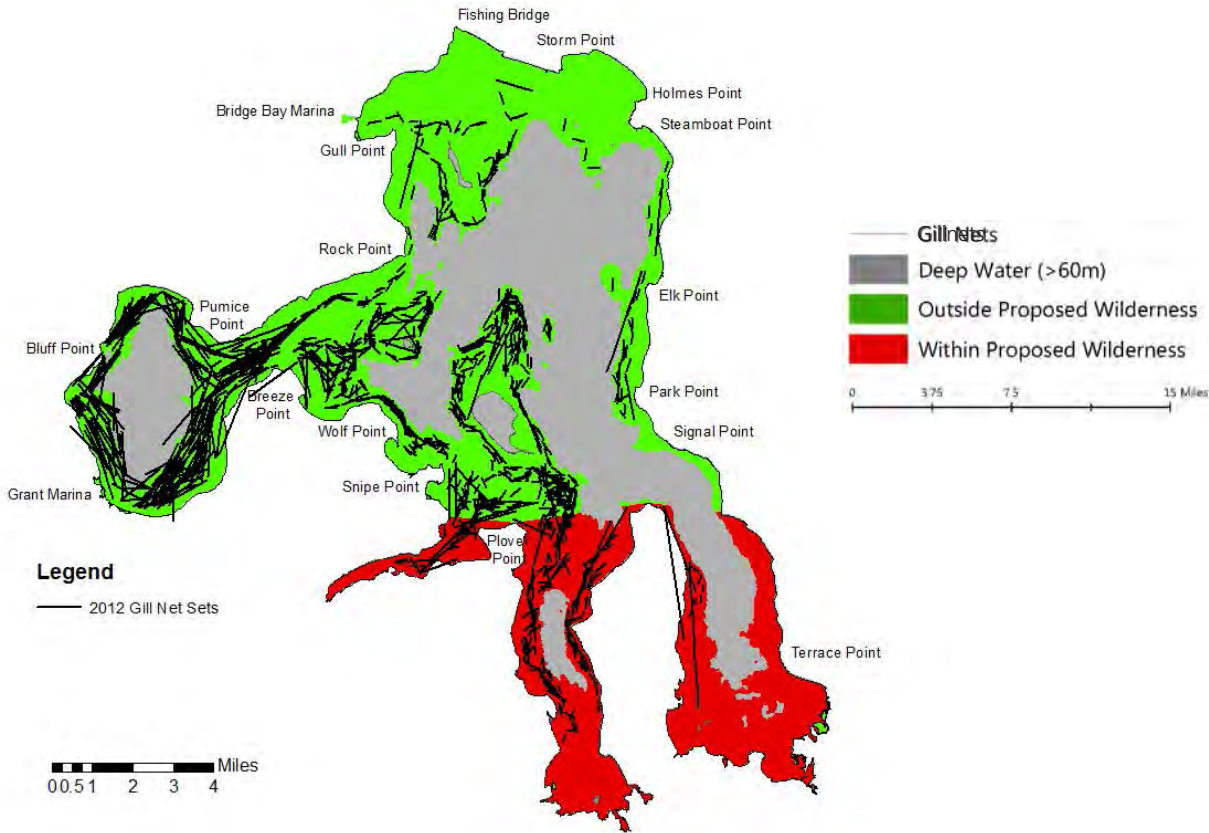 Fishing Bridge
Storm Point
Holmes Point
Bridge Bay Marina
Steamboat Point
Gull Point
Rock Point
Elk Point
Pumice
Point
Bluff Point
Breeze
Point
Park Point
Wolf Point
Signal Point
Snipe Point
Grant Marina
Plover
Point
Terrace Point
Legend
2012 Gill Net Sets
Miles
0 0.5 1 2 3 4
Deep Water (>60m)
Outside Proposed Wilderness
Within Proposed Wilderness
0 3.75 7.5 15 Miles